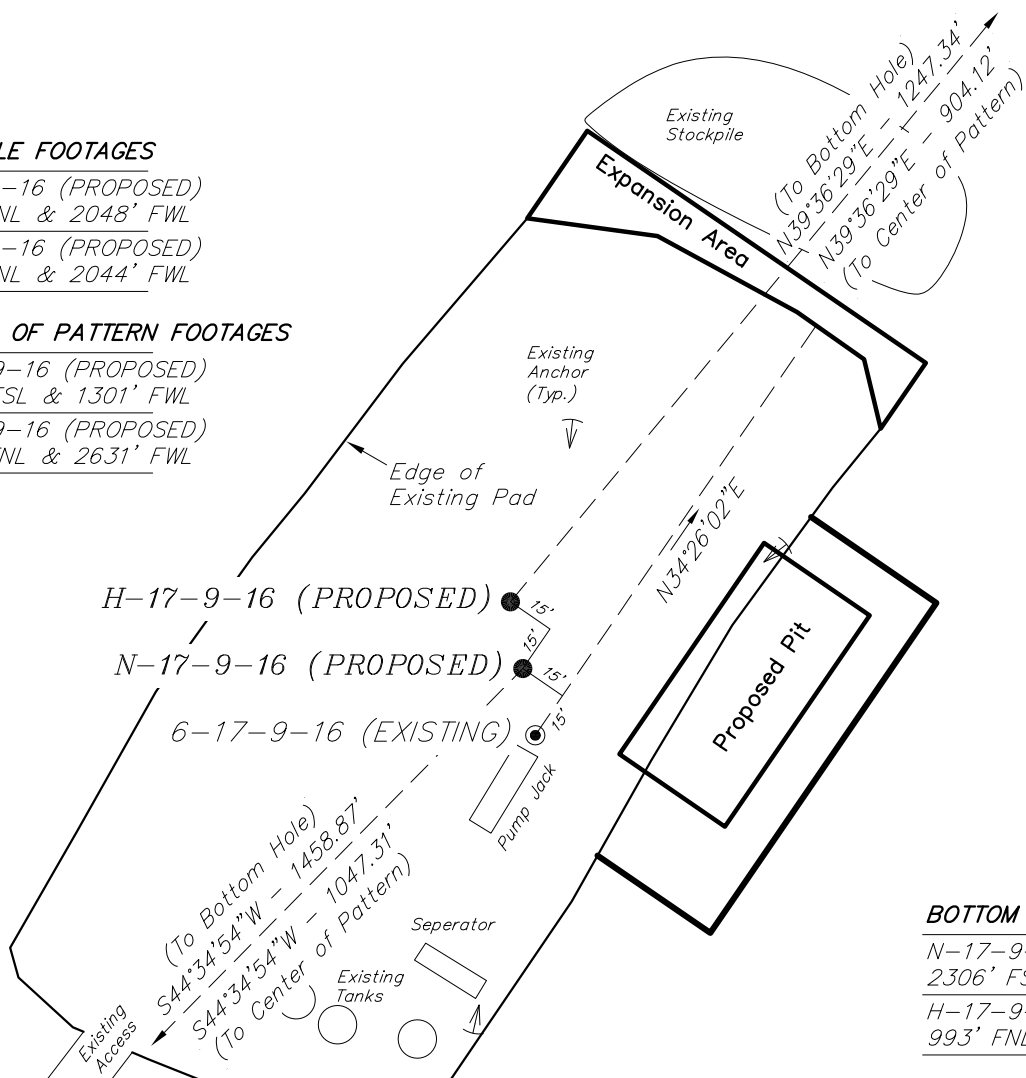 LE FOOTAGES
-16 (PROPOSED)
NL & 2048' FWL
-16 (PROPOSED)
NL & 2044' FWL
OF PATTERN FOOTAGES
9-16 (PROPOSED)
FSL & 1301' FWL
9-16 (PROPOSED)
FNL & 2631' FWL
Existing
Stockpile
Expansion Area
(To Bottom Hole)
N39°36'29"E - 1247.34'
N39°36'29"E - 904.12'
(To Center of Pattern)
Existing
Anchor
(Typ.)
Edge of
Existing Pad
N34°26'02"E
H-17-9-16 (PROPOSED)
15'
15'
N-17-9-16 (PROPOSED)
15'
15'
6-17-9-16 (EXISTING)
Pump Jack
Proposed Pit
(To Bottom Hole)
S44°34'54"W - 1458.87'
S44°34'54"W - 1047.31'
(To Center of Pattern)
Seperator
Existing
Tanks
Existing
Access
BOTTOM
N-17-9-
2306' FS
H-17-9-
993' FNL